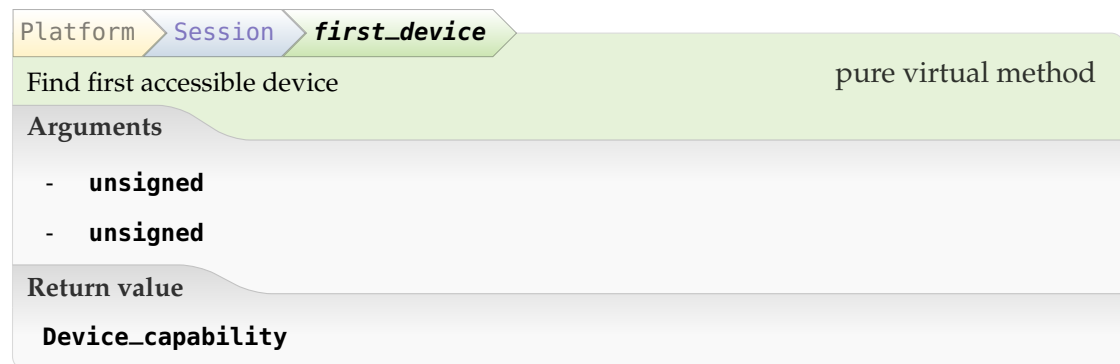 Platform Session first_device
Find first accessible device pure virtual method
Arguments
- unsigned
- unsigned
Return value
Device_capability